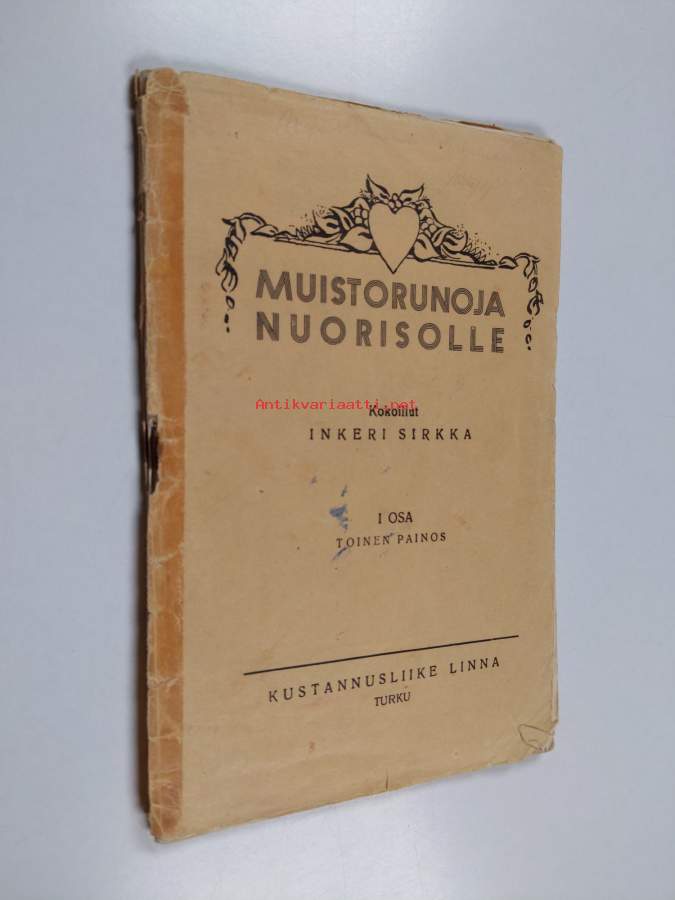 MUISTORUNOJA
NUORISOLLE
Antikvariaatti.net
Kokoillut
INKERI SIRKKA
I OSA
TOINEN PAINOS
KUSTANNUSLIIKE LINNA
TURKU